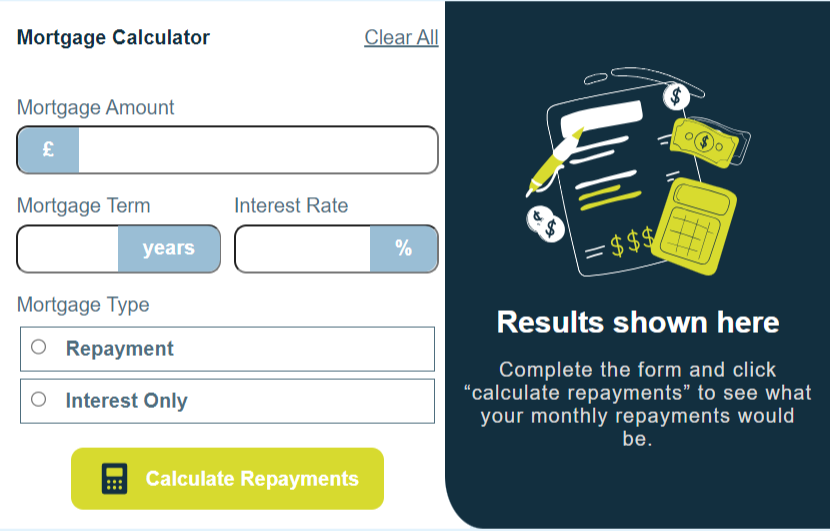 Mortgage Calculator
Clear All
Mortgage Amount
£
Mortgage Term
Interest Rate
years
%
Mortgage Type
Repayment
Interest Only
Calculate Repayments
$
$
$
$
$$$
Results shown here
Complete the form and click
“calculate repayments” to see what
your monthly repayments would
be.